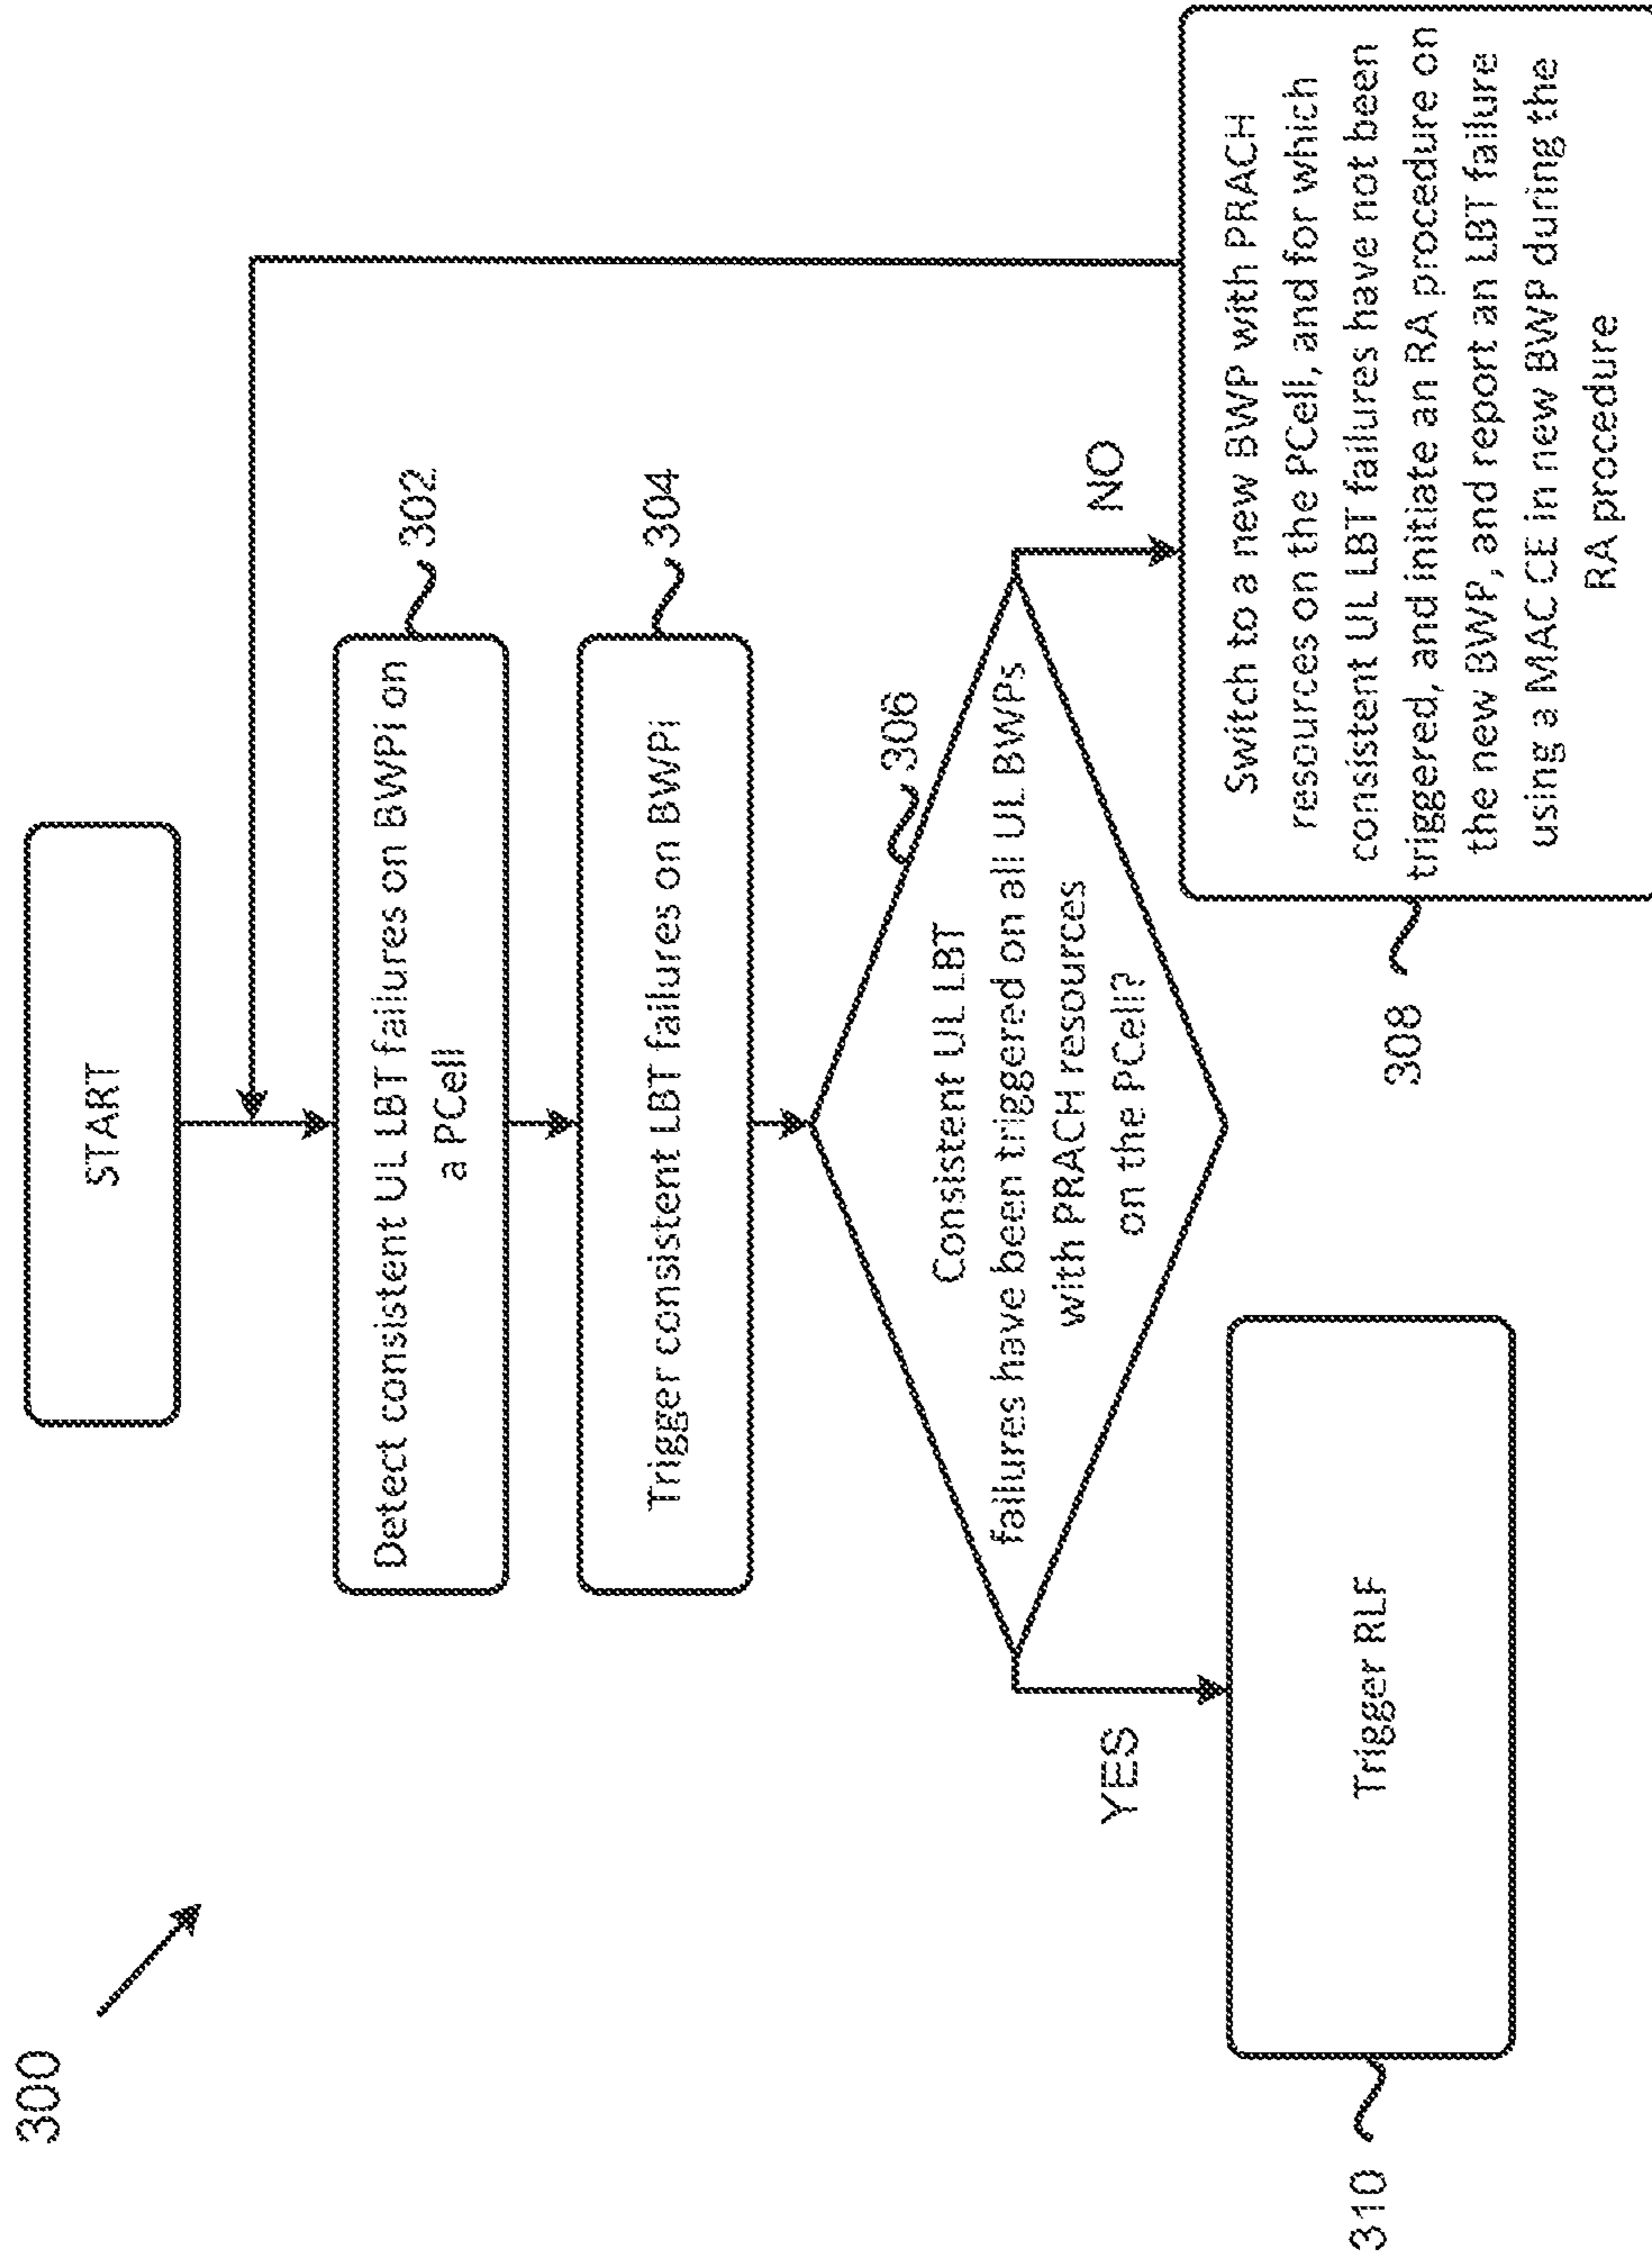 300
START
Detect consistent UL LBT failures on BWPi on
a PCell
302
Trigger consistent LBT failures on BWPi
304
306
Consistent UL LBT
failures have been triggered on all UL BWPs
with PRACH resources
on the PCell?
YES
NO
310
Trigger RLF
308
Switch to a new BWP with PRACH
resources on the PCell, and for which
consistent UL LBT failures have not been
triggered, and initiate an RA procedure on
the new BWP, and report an LBT failure
using a MAC CE in new BWP during the
RA procedure